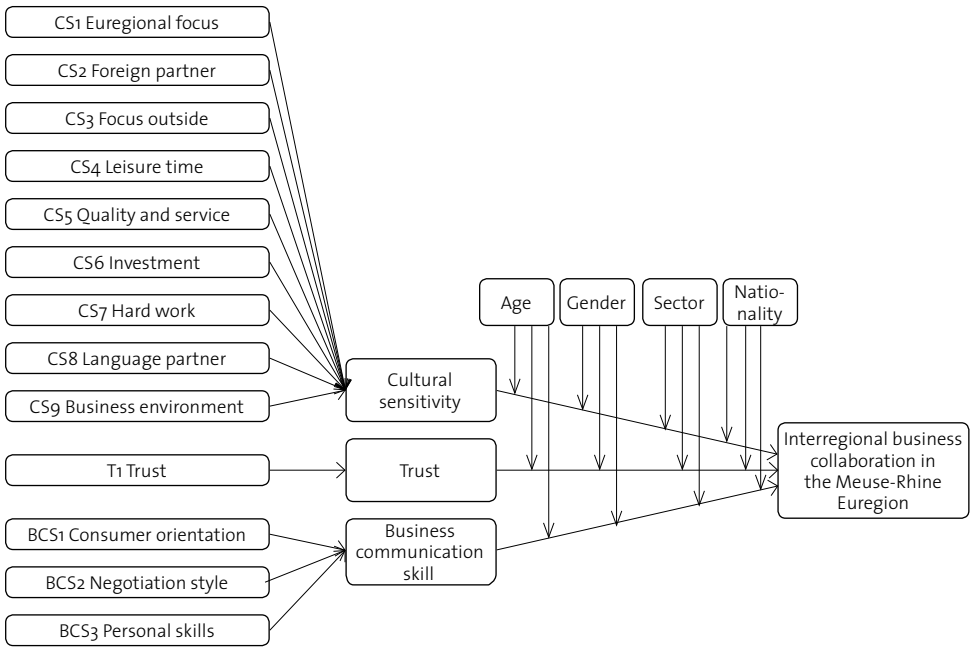 CS1 Euregional focus
CS2 Foreign partner
CS3 Focus outside
CS4 Leisure time
CS5 Quality and service
CS6 Investment
CS7 Hard work
CS8 Language partner
CS9 Business environment
T1 Trust
BCS1 Consumer orientation
BCS2 Negotiation style
BCS3 Personal skills
Cultural
sensitivity
Trust
Business
communication
skill
Age
Gender
Sector
Natio-
nality
Interregional business
collaboration in
the Meuse-Rhine
Euregion